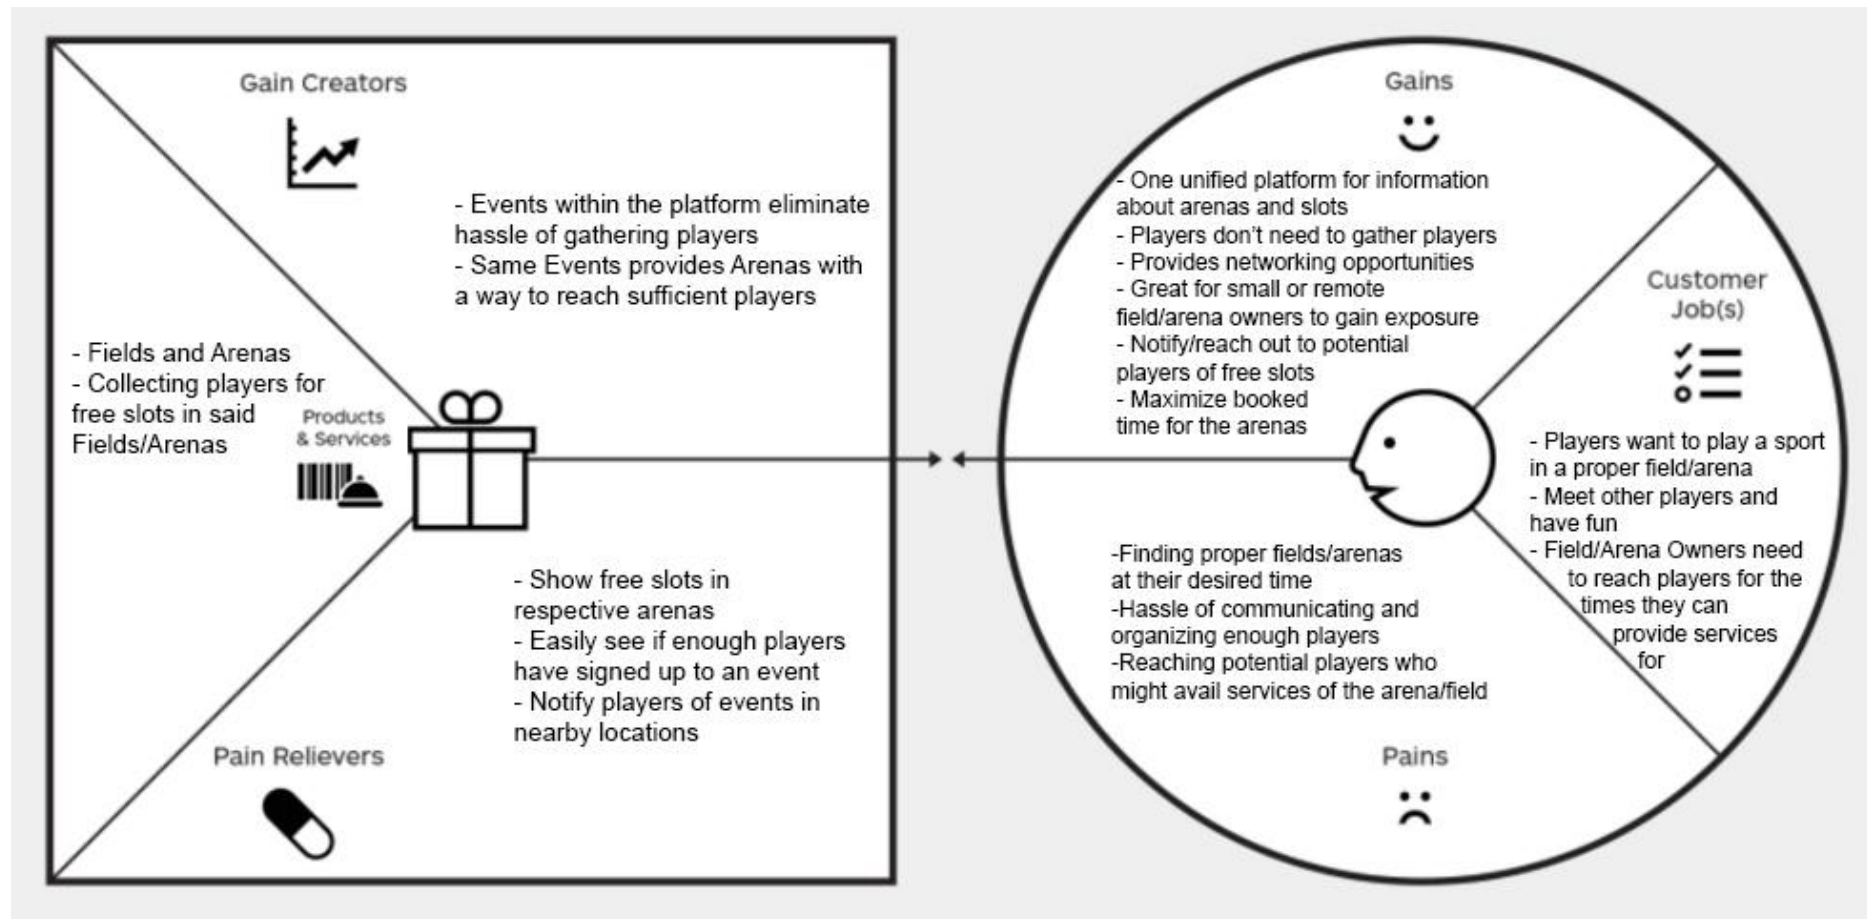 Gain Creators
- Events within the platform eliminate
hassle of gathering players
- Same Events provides Arenas with
a way to reach sufficient players
- Fields and Arenas
- Collecting players for
free slots in said
Fields/Arenas
Products
& Services
- Show free slots in
respective arenas
- Easily see if enough players
have signed up to an event
- Notify players of events in
nearby locations
Pain Relievers
Gains
- One unified platform for information
about arenas and slots
- Players don't need to gather players
- Provides networking opportunities
- Great for small or remote
field/arena owners to gain exposure
- Notify/reach out to potential
players of free slots
- Maximize booked
time for the arenas
Customer
Job(s)
- Players want to play a sport
in a proper field/arena
- Meet other players and
have fun
- Field/Arena Owners need
to reach players for the
times they can
provide services
for
-Finding proper fields/arenas
at their desired time
-Hassle of communicating and
organizing enough players
-Reaching potential players who
might avail services of the arena/field
Pains